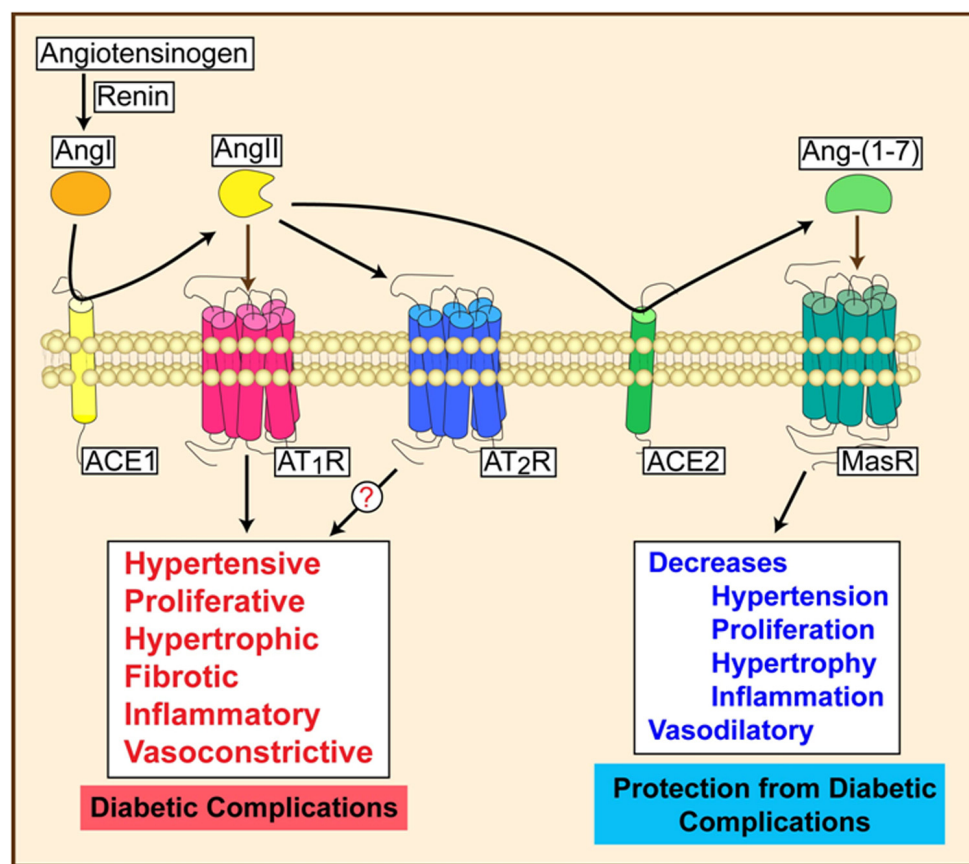 Angiotensinogen
Renin
AngI
AngII
Ang-(1-7)
ACE1
AT1R
AT2R
ACE2
MasR
?
Hypertensive
Proliferative
Hypertrophic
Fibrotic
Inflammatory
Vasoconstrictive
Diabetic Complications
Decreases
Hypertension
Proliferation
Hypertrophy
Inflammation
Vasodilatory
Protection from Diabetic
Complications